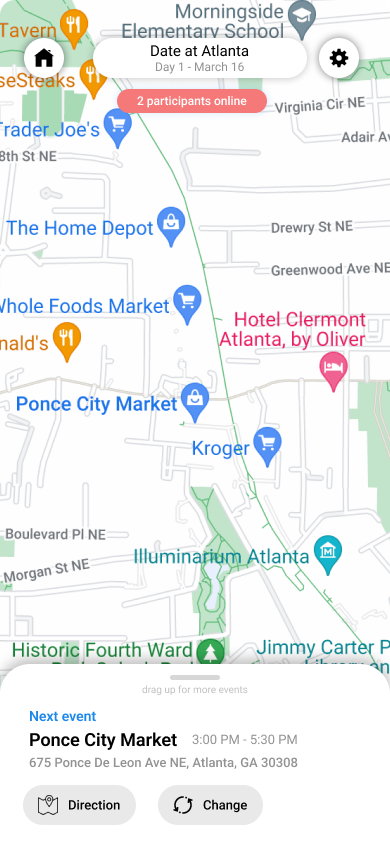 Morningside
Elementary School
Tavern
Date at Atlanta
Day 1 - March 16
seSteaks
2 participants online
Virginia Cir NE
Trader Joe's
Adair Av
8th St NE
The Home Depot
Drewry St NE
Greenwood Ave NE
Whole Foods Market
Hotel Clermont
Atlanta, by Oliver
nald's
Ponce City Market
Kroger
Boulevard Pl NE
Illuminarium Atlanta
Morgan St NE
Historic Fourth Ward
Jimmy Carter P
drag up for more events
Next event
Ponce City Market 3:00 PM - 5:30 PM
675 Ponce De Leon Ave NE, Atlanta, GA 30308
Direction Change